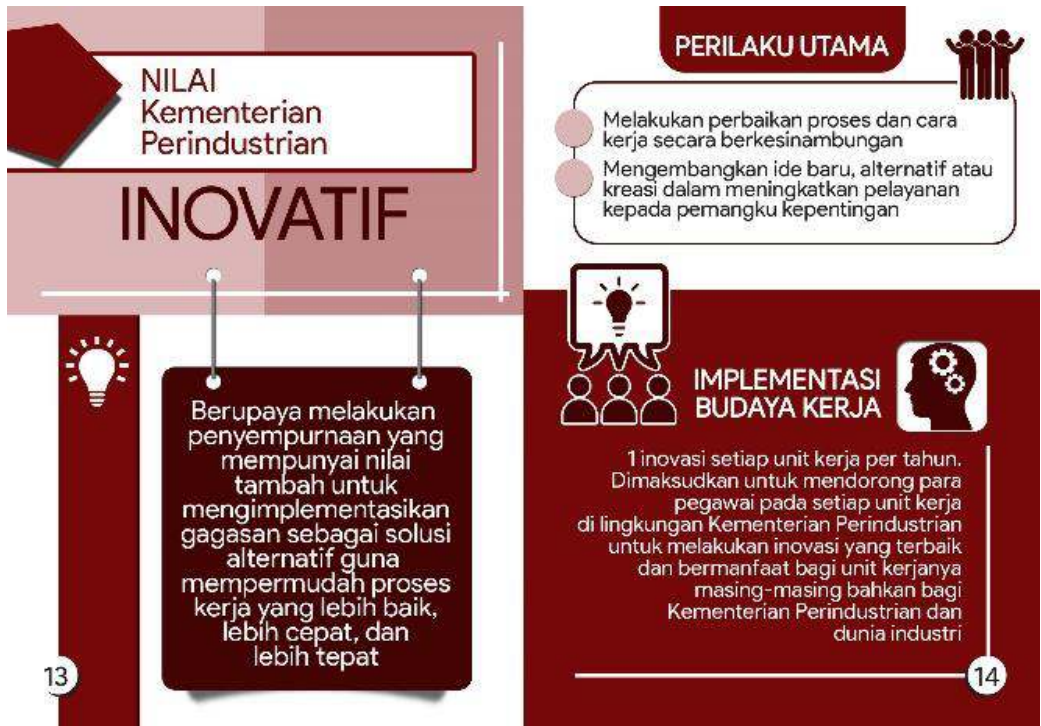 NILAI
Kementerian
Perindustrian
INOVATIF
Berupaya melakukan
penyempurnaan yang
mempunyai nilai
tambah untuk
mengimplementasikan
gagasan sebagai solusi
alternatif guna
mempermudah proses
kerja yang lebih baik,
lebih cepat, dan
lebih tepat
13
PERILAKU UTAMA
Melakukan perbaikan proses dan cara
kerja secara berkesinambungan
Mengembangkan ide baru, alternatif atau
kreasi dalam meningkatkan pelayanan
kepada pemangku kepentingan
IMPLEMENTASI
BUDAYA KERJA
1 inovasi setiap unit kerja per tahun.
Dimaksudkan untuk mendorong para
pegawai pada setiap unit kerja
di lingkungan Kementerian Perindustrian
untuk melakukan inovasi yang terbaik
dan bermanfaat bagi unit kerjanya
masing-masing bahkan bagi
Kementerian Perindustrian dan
dunia industri
14